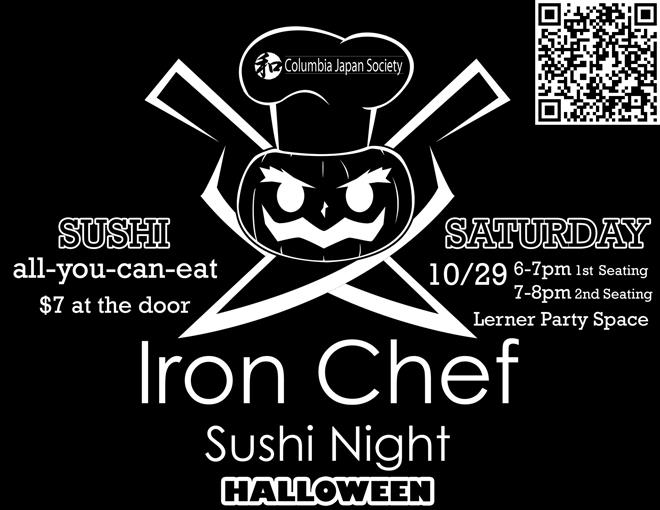 和 Columbia Japan Society
SUSHI
all-you-can-eat
$7 at the door
SATURDAY
10/29 6-7pm 1st Seating
7-8pm 2nd Seating
Lerner Party Space
Iron Chef
Sushi Night
HALLOWEEN